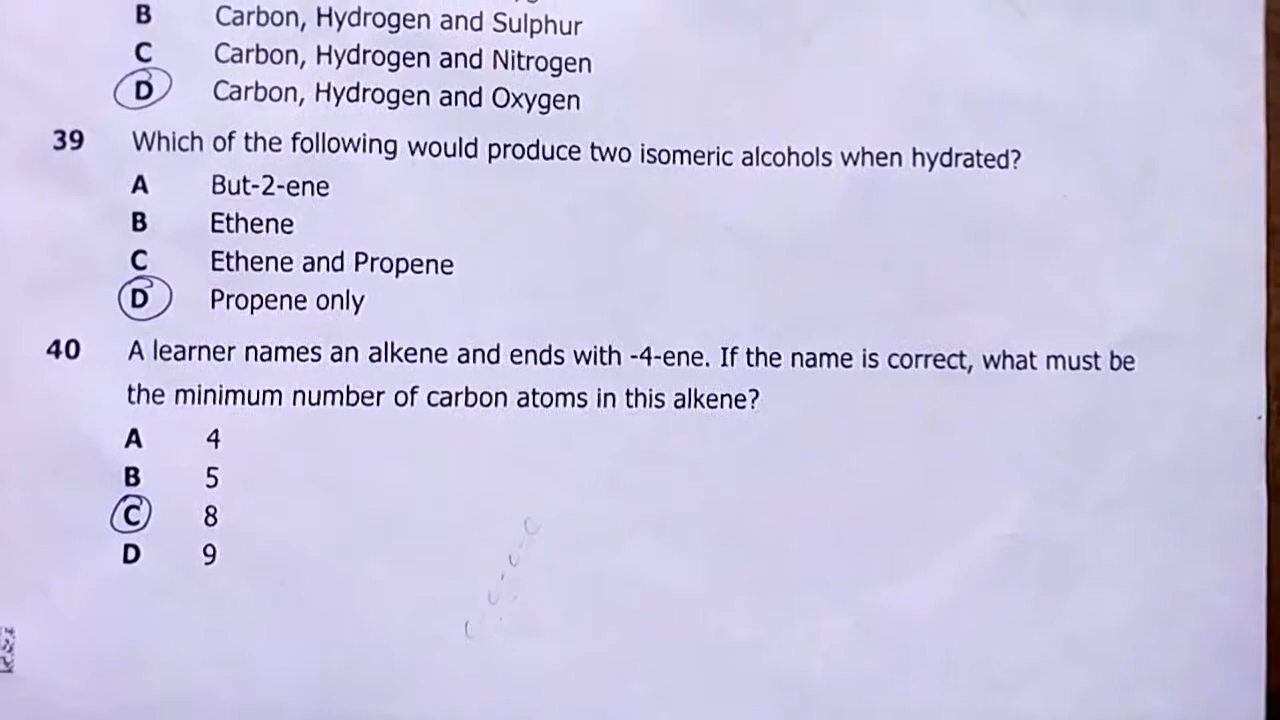 B Carbon, Hydrogen and Sulphur
C Carbon, Hydrogen and Nitrogen
D Carbon, Hydrogen and Oxygen
39 Which of the following would produce two isomeric alcohols when hydrated?
A But-2-ene
B Ethene
C Ethene and Propene
D Propene only
40 A learner names an alkene and ends with -4-ene. If the name is correct, what must be
the minimum number of carbon atoms in this alkene?
A 4
B 5
C 8
D 9